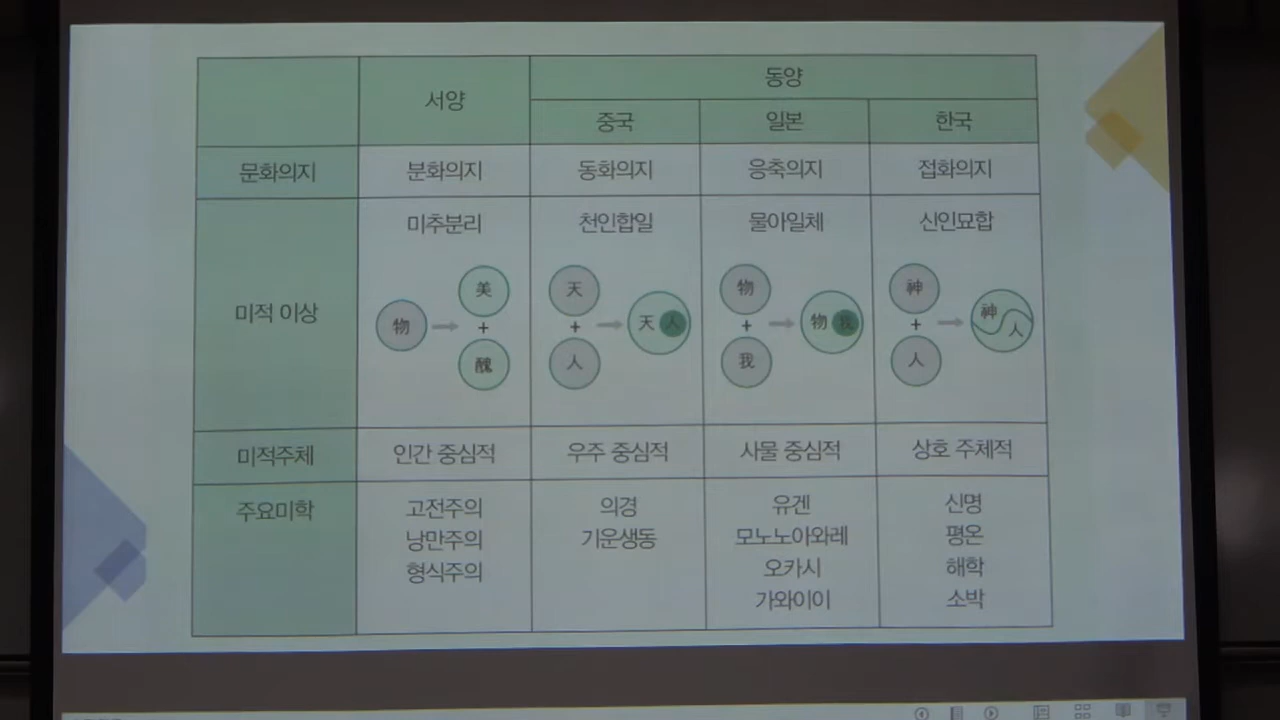 서양
동양
중국
일본
한국
문화의지
분화의지
동화의지
응축의지
접화의지
미적 이상
미추분리
천인합일
물아일체
신인묘합
物
美
+
醜
天
+
人
天 人
物
+
我
物 我
神
+
人
神
人
미적주체
인간 중심적
우주 중심적
사물 중심적
상호 주체적
주요미학
고전주의
낭만주의
형식주의
의경
기운생동
유겐
모노노아와레
오카시
가와이이
신명
평온
해학
소박